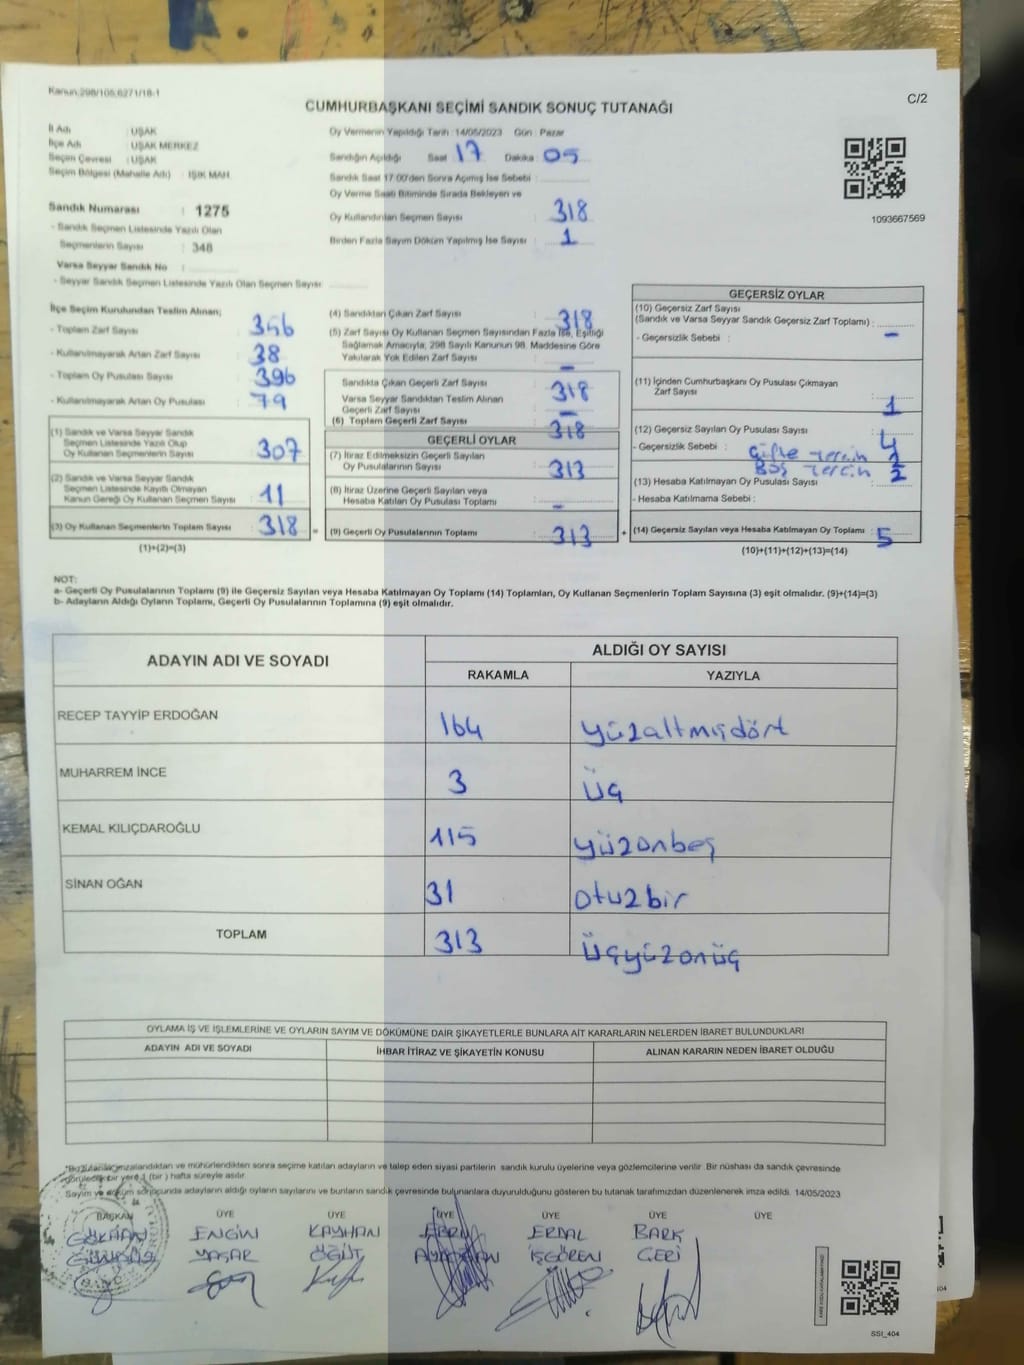 Kanun,298/105,6271/18-1
C/2
CUMHURBAŞKANI SEÇİMİ SANDIK SONUÇ TUTANAĞI
İl Adı : UŞAK
İlçe Adı : UŞAK MERKEZ
Seçim Çevresi : UŞAK
Seçim Bölgesi (Mahalle Adı) : IŞIK MAH.
Sandık Numarası : 1275
- Sandık Seçmen Listesinde Yazılı Olan
Seçmenlerin Sayısı : 348
Varsa Seyyar Sandık No :
- Seyyar Sandık Seçmen Listesinde Yazılı Olan Seçmen Sayısı :
Oy Vermenin Yapıldığı Tarih :14/05/2023 Gün : Pazar
Sandığın Açıldığı Saat : 17 Dakika : 05
Sandık Saat 17:00'den Sonra Açımış İse Sebebi :
Oy Verme Saati Bitiminde Sırada Bekleyen ve
Oy Kullandırılan Seçmen Sayısı : 318
Birden Fazla Sayım Döküm Yapılmış İse Sayısı : 1
1093667569
İlçe Seçim Kurulundan Teslim Alınan;
- Toplam Zarf Sayısı : 356
- Kullanılmayarak Artan Zarf Sayısı : 38
- Toplam Oy Pusulası Sayısı : 396
- Kullanılmayarak Artan Oy Pusulası : 79
(1) Sandık ve Varsa Seyyar Sandık
Seçmen Listesinde Yazılı Olup
Oy Kullanan Seçmenlerin Sayısı : 307
(2) Sandık ve Varsa Seyyar Sandık
Seçmen Listesinde Kayıtlı Olmayan
Kanun Gereği Oy Kullanan Seçmen Sayısı : 11
(3) Oy Kullanan Seçmenlerin Toplam Sayısı : 318
(1)+(2)=(3)
(4) Sandıktan Çıkan Zarf Sayısı : 318
(5) Zarf Sayısı Oy Kullanan Seçmen Sayısından Fazla İse, Eşitliği
Sağlamak Amacıyla, 298 Sayılı Kanunun 98. Maddesine Göre
Yakılarak Yok Edilen Zarf Sayısı : -
Sandıkta Çıkan Geçerli Zarf Sayısı : 318
Varsa Seyyar Sandıktan Teslim Alınan
Geçerli Zarf Sayısı : -
(6) Toplam Geçerli Zarf Sayısı : 318
GEÇERLİ OYLAR
(7) İtiraz Edilmeksizin Geçerli Sayılan
Oy Pusulalarının Sayısı : 313
(8) İtiraz Üzerine Geçerli Sayılan veya
Hesaba Katılan Oy Pusulası Toplamı : -
= (9) Geçerli Oy Pusulalarının Toplamı : 313 +
GEÇERSİZ OYLAR
(10) Geçersiz Zarf Sayısı
(Sandık ve Varsa Seyyar Sandık Geçersiz Zarf Toplamı) : -
- Geçersizlik Sebebi :
(11) İçinden Cumhurbaşkanı Oy Pusulası Çıkmayan
Zarf Sayısı : 1
(12) Geçersiz Sayılan Oy Pusulası Sayısı : 4
- Geçersizlik Sebebi : Çifte Tercih 2
Boş Tercih 2
(13) Hesaba Katılmayan Oy Pusulası Sayısı :
- Hesaba Katılmama Sebebi :
(14) Geçersiz Sayılan veya Hesaba Katılmayan Oy Toplamı : 5
(10)+(11)+(12)+(13)=(14)
NOT:
a- Geçerli Oy Pusulalarının Toplamı (9) ile Geçersiz Sayılan veya Hesaba Katılmayan Oy Toplamı (14) Toplamları, Oy Kullanan Seçmenlerin Toplam Sayısına (3) eşit olmalıdır. (9)+(14)=(3)
b- Adayların Aldığı Oyların Toplamı, Geçerli Oy Pusulalarının Toplamına (9) eşit olmalıdır.
ADAYIN ADI VE SOYADI
ALDIĞI OY SAYISI
RAKAMLA YAZIYLA
RECEP TAYYİP ERDOĞAN 164 yüzaltmışdört
MUHARREM İNCE 3 üç
KEMAL KILIÇDAROĞLU 115 yüzonbeş
SİNAN OĞAN 31 otuzbir
TOPLAM 313 üçyüzonüç
OYLAMA İŞ VE İŞLEMLERİNE VE OYLARIN SAYIM VE DÖKÜMÜNE DAİR ŞİKAYETLERLE BUNLARA AİT KARARLARIN NELERDEN İBARET BULUNDUKLARI
ADAYIN ADI VE SOYADI İHBAR İTİRAZ VE ŞİKAYETİN KONUSU ALINAN KARARIN NEDEN İBARET OLDUĞU
*Bu tutanak imzalandıktan ve mühürlendikten sonra seçime katılan adayların ve talep eden siyasi partilerin sandık kurulu üyelerine veya gözlemcilerine verilir. Bir nüshası da sandık çevresinde
görülecek bir yere 1 (bir) hafta süreyle asılır.
Sayım ve döküm sonucunda adayların aldığı oyların sayılarını ve bunların sandık çevresinde bulunanlara duyurulduğunu gösteren bu tutanak tarafımızdan düzenlenerek imza edildi. 14/05/2023
BAŞKAN ÜYE ÜYE ÜYE ÜYE ÜYE ÜYE
GÖKHAN ENGİN KAYHAN EBRU ERDAL BARK
YAŞAR ÖĞÜT İŞGÖREN GERİ
SSI_404